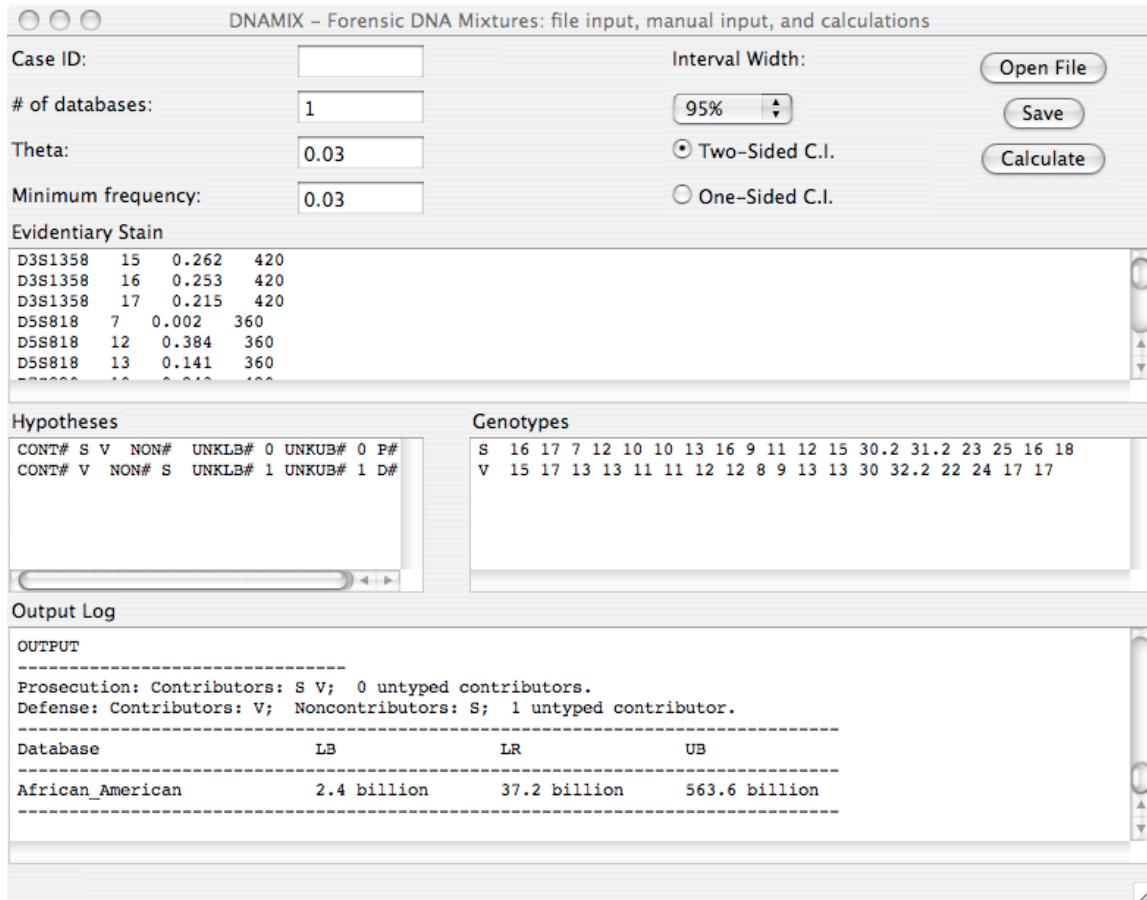 DNAMIX – Forensic DNA Mixtures: file input, manual input, and calculations
Case ID:
Interval Width:
Open File
# of databases:
1
95%
Save
Theta:
0.03
Two-Sided C.I.
Calculate
Minimum frequency:
0.03
One-Sided C.I.
Evidentiary Stain
D3S1358 15 0.262 420
D3S1358 16 0.253 420
D3S1358 17 0.215 420
D5S818 7 0.002 360
D5S818 12 0.384 360
D5S818 13 0.141 360
Hypotheses
CONT# S V NON# UNKLB# 0 UNKUB# 0 P#
CONT# V NON# S UNKLB# 1 UNKUB# 1 D#
Genotypes
S 16 17 7 12 10 10 13 16 9 11 12 15 30.2 31.2 23 25 16 18
V 15 17 13 13 11 11 12 12 8 9 13 13 30 32.2 22 24 17 17
Output Log
OUTPUT
--------------------------------
Prosecution: Contributors: S V; 0 untyped contributors.
Defense: Contributors: V; Noncontributors: S; 1 untyped contributor.
--------------------------------------------------------------------------------
Database LB LR UB
--------------------------------------------------------------------------------
African_American 2.4 billion 37.2 billion 563.6 billion
--------------------------------------------------------------------------------